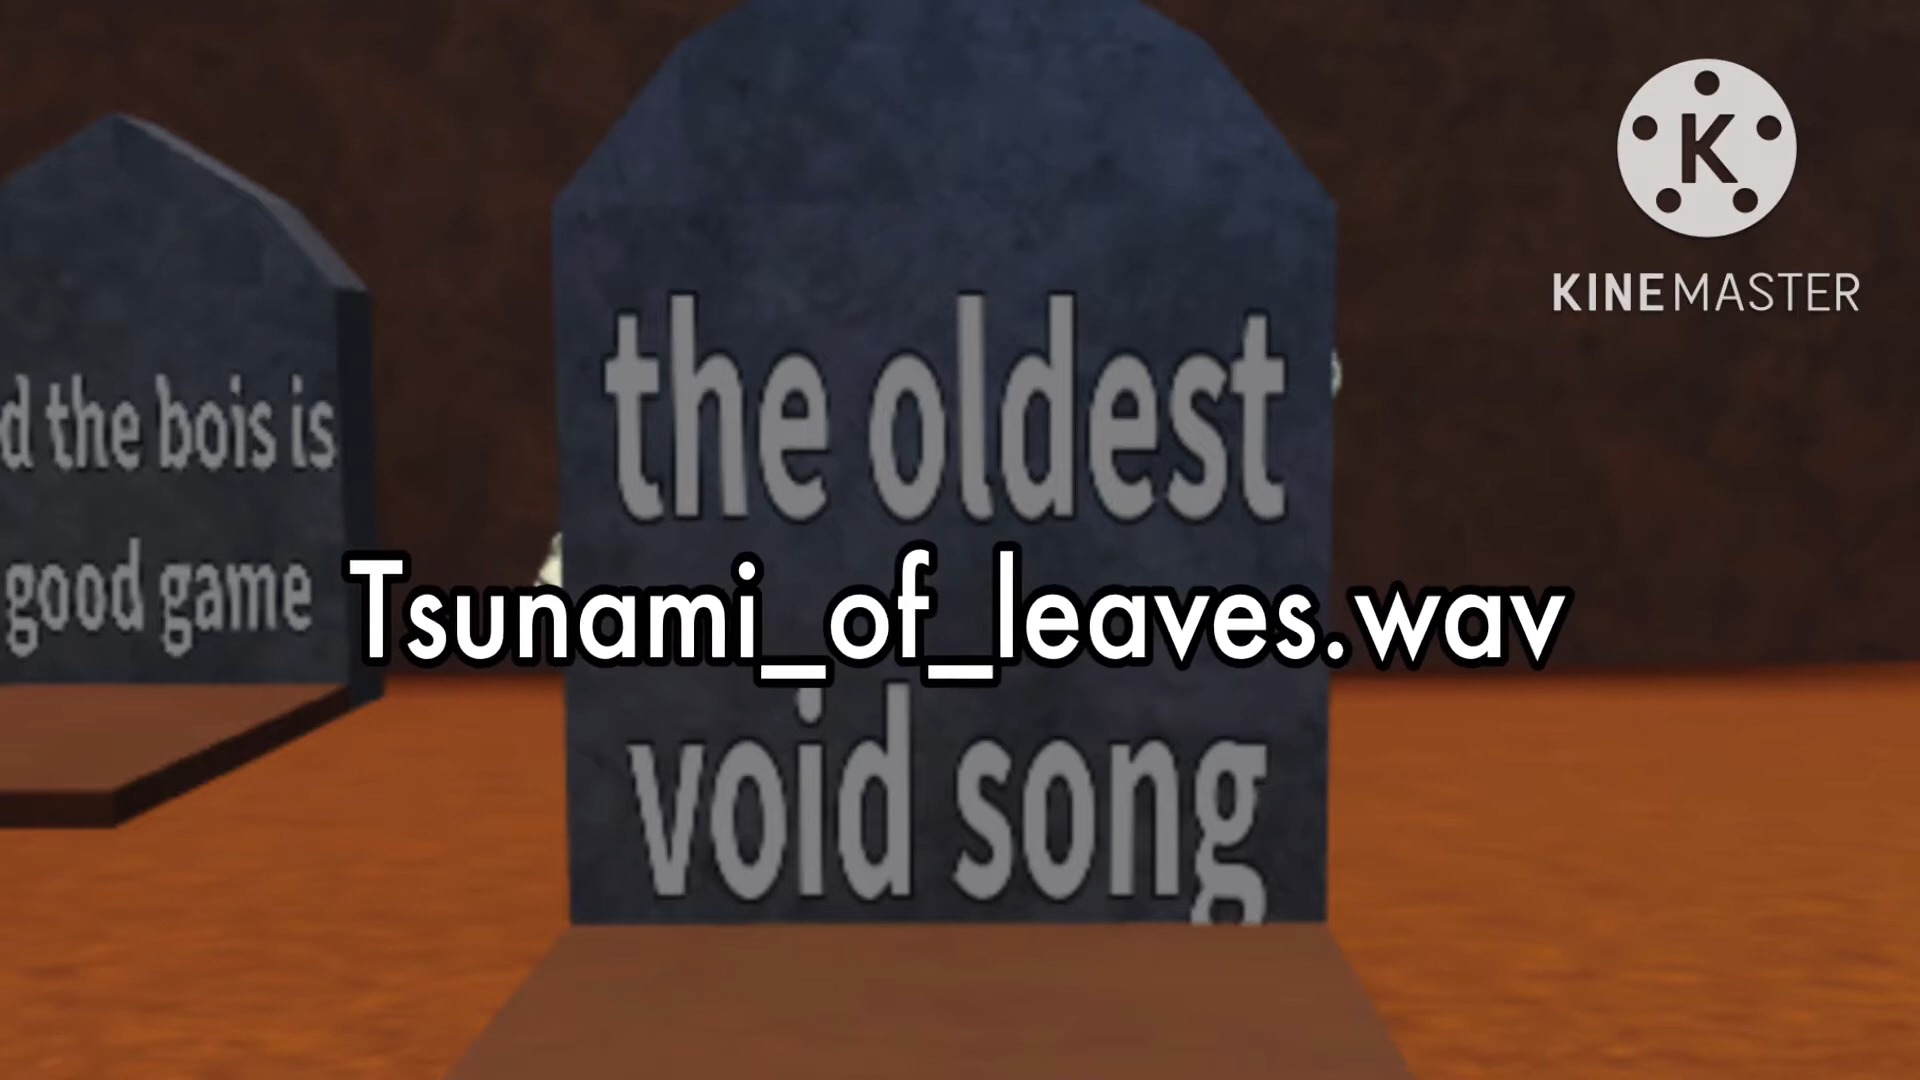 KINEMASTER
the oldest
d the bois is
good game
Tsunami_of_leaves.wav
void song